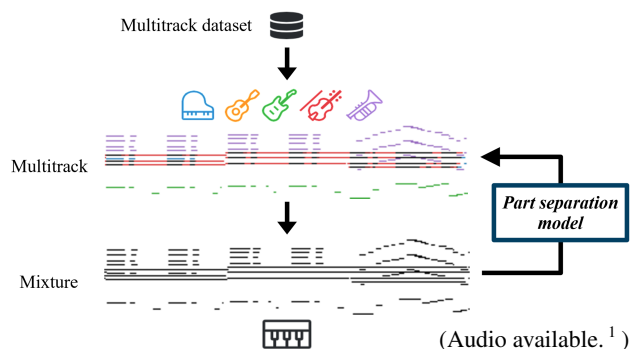 Multitrack dataset
Multitrack
Part separation
model
Mixture
(Audio available. 1 )